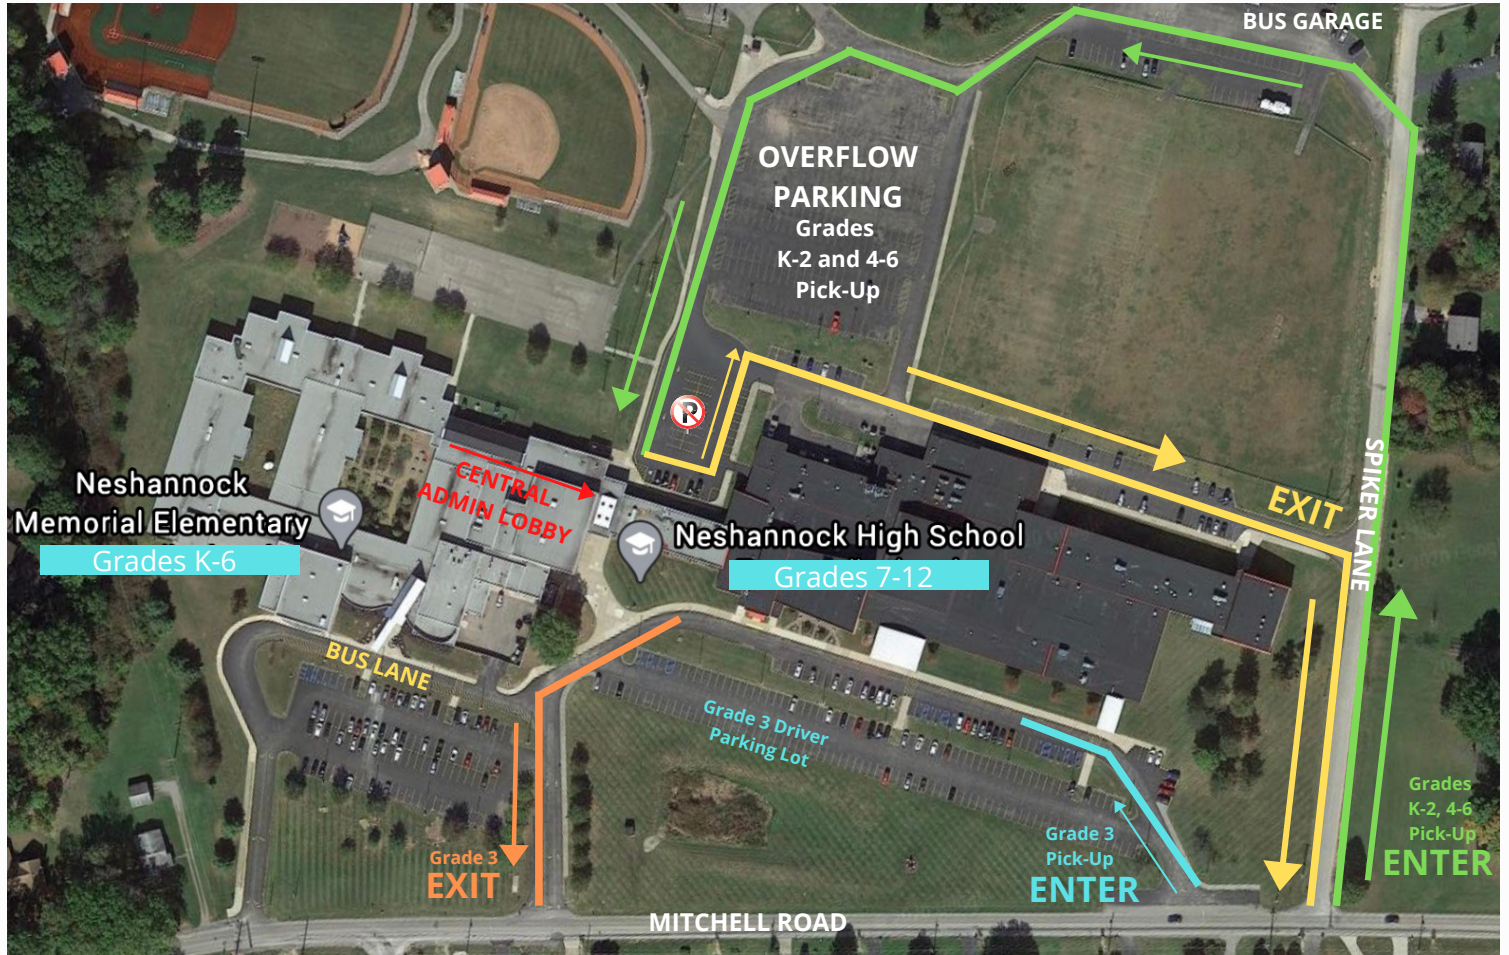 BUS GARAGE
OVERFLOW
PARKING
Grades
K-2 and 4-6
Pick-Up
P
CENTRAL
ADMIN LOBBY
Neshannock
Memorial Elementary
Grades K-6
Neshannock High School
Grades 7-12
EXIT
SPIKER LANE
BUS LANE
Grade 3 Driver
Parking Lot
Grade 3
EXIT
Grade 3
Pick-Up
ENTER
Grades
K-2, 4-6
Pick-Up
ENTER
MITCHELL ROAD